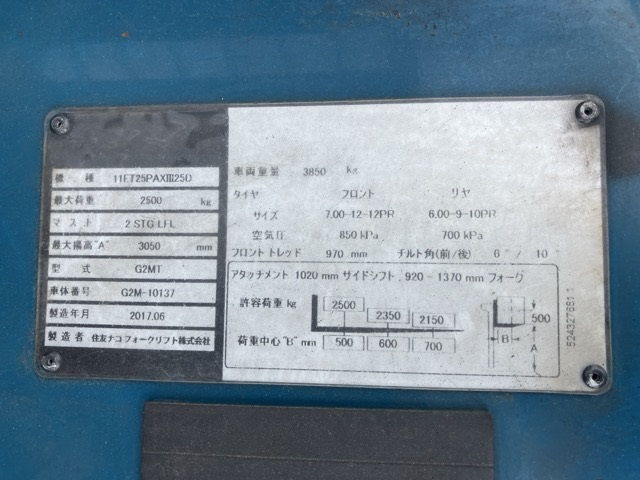 機種 11FT25PAXⅢ25D
最大荷重 2500 kg
マスト 2 STG LFL
最大揚高"A" 3050 mm
型式 G2MT
車体番号 G2M-10137
製造年月 2017.06
製造者 住友ナコフォークリフト株式会社
車両重量 3850 kg
タイヤ フロント リヤ
サイズ 7.00-12-12PR 6.00-9-10PR
空気圧 850 kPa 700 kPa
フロントトレッド 970 mm チルト角(前/後) 6°/ 10°
アタッチメント 1020 mm サイドシフト, 920-1370 mm フォーク
許容荷重 kg 2500 2350 2150
荷重中心"B" mm 500 600 700
500
B
A
5243276511